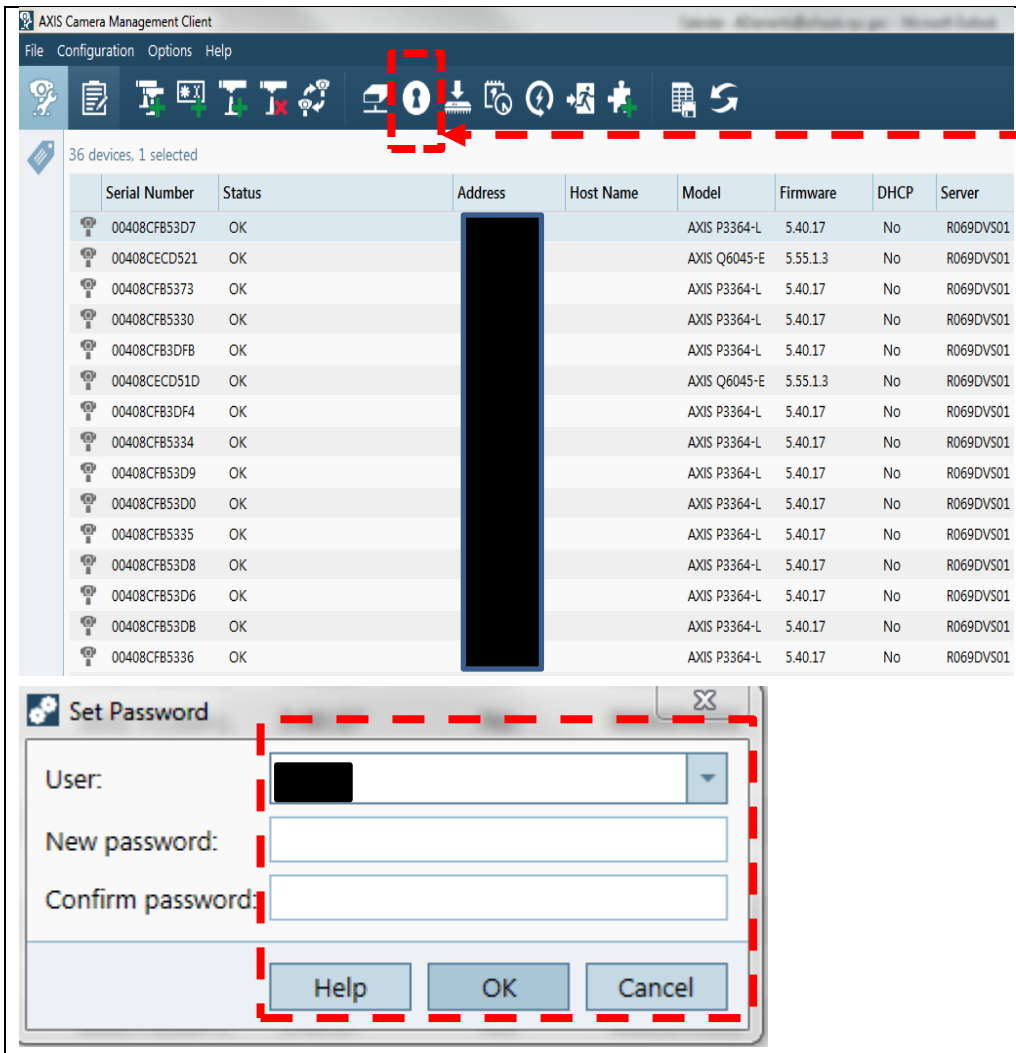 AXIS Camera Management Client
File Configuration Options Help
36 devices, 1 selected
Serial Number Status Address Host Name Model Firmware DHCP Server
00408CFB53D7 OK AXIS P3364-L 5.40.17 No R069DVS01
00408CECD521 OK AXIS Q6045-E 5.55.1.3 No R069DVS01
00408CFB5373 OK AXIS P3364-L 5.40.17 No R069DVS01
00408CFB5330 OK AXIS P3364-L 5.40.17 No R069DVS01
00408CFB3DFB OK AXIS P3364-L 5.40.17 No R069DVS01
00408CECD51D OK AXIS Q6045-E 5.55.1.3 No R069DVS01
00408CFB3DF4 OK AXIS P3364-L 5.40.17 No R069DVS01
00408CFB5334 OK AXIS P3364-L 5.40.17 No R069DVS01
00408CFB53D9 OK AXIS P3364-L 5.40.17 No R069DVS01
00408CFB53D0 OK AXIS P3364-L 5.40.17 No R069DVS01
00408CFB5335 OK AXIS P3364-L 5.40.17 No R069DVS01
00408CFB53D8 OK AXIS P3364-L 5.40.17 No R069DVS01
00408CFB53D6 OK AXIS P3364-L 5.40.17 No R069DVS01
00408CFB53DB OK AXIS P3364-L 5.40.17 No R069DVS01
00408CFB5336 OK AXIS P3364-L 5.40.17 No R069DVS01
Set Password
User:
New password:
Confirm password:
Help OK Cancel